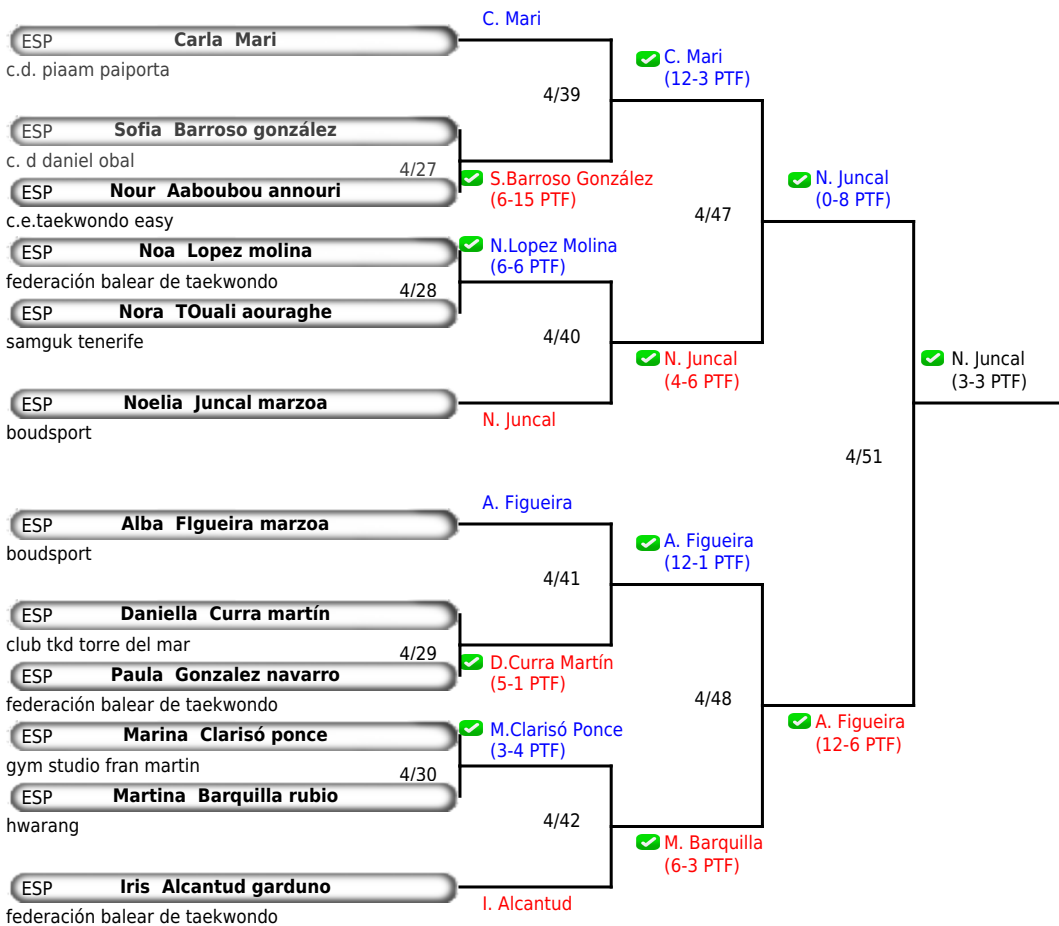 C. Mari
ESP Carla Mari
c.d. piaam paiporta
C. Mari
(12-3 PTF)
4/39
ESP Sofia Barroso gonzález
c. d daniel obal
4/27
S.Barroso González
(6-15 PTF)
N. Juncal
(0-8 PTF)
ESP Nour Aaboubou annouri
c.e.taekwondo easy
4/47
ESP Noa Lopez molina
N.Lopez Molina
(6-6 PTF)
federación balear de taekwondo
4/28
ESP Nora TOuali aouraghe
samguk tenerife
4/40
N. Juncal
(4-6 PTF)
N. Juncal
(3-3 PTF)
ESP Noelia Juncal marzoa
boudsport
N. Juncal
4/51
A. Figueira
ESP Alba FIgueira marzoa
boudsport
A. Figueira
(12-1 PTF)
4/41
ESP Daniella Curra martín
club tkd torre del mar
4/29
D.Curra Martín
(5-1 PTF)
ESP Paula Gonzalez navarro
federación balear de taekwondo
4/48
A. Figueira
(12-6 PTF)
ESP Marina Clarisó ponce
M.Clarisó Ponce
(3-4 PTF)
gym studio fran martin
4/30
ESP Martina Barquilla rubio
hwarang
4/42
M. Barquilla
(6-3 PTF)
ESP Iris Alcantud garduno
federación balear de taekwondo
I. Alcantud